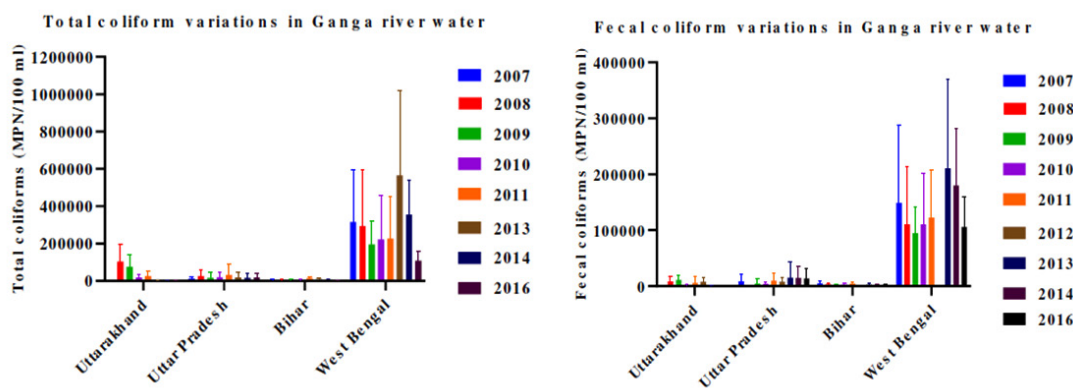 Total coliform variations in Ganga river water
Total coliforms (MPN/100 ml)
1200000
1000000
800000
600000
400000
200000
0
Uttarakhand
Uttar Pradesh
Bihar
West Bengal
2007
2008
2009
2010
2011
2013
2014
2016
Fecal coliform variations in Ganga river water
Fecal coliforms (MPN/100 ml)
400000
300000
200000
100000
0
Uttarakhand
Uttar Pradesh
Bihar
West Bengal
2007
2008
2009
2010
2011
2012
2013
2014
2016